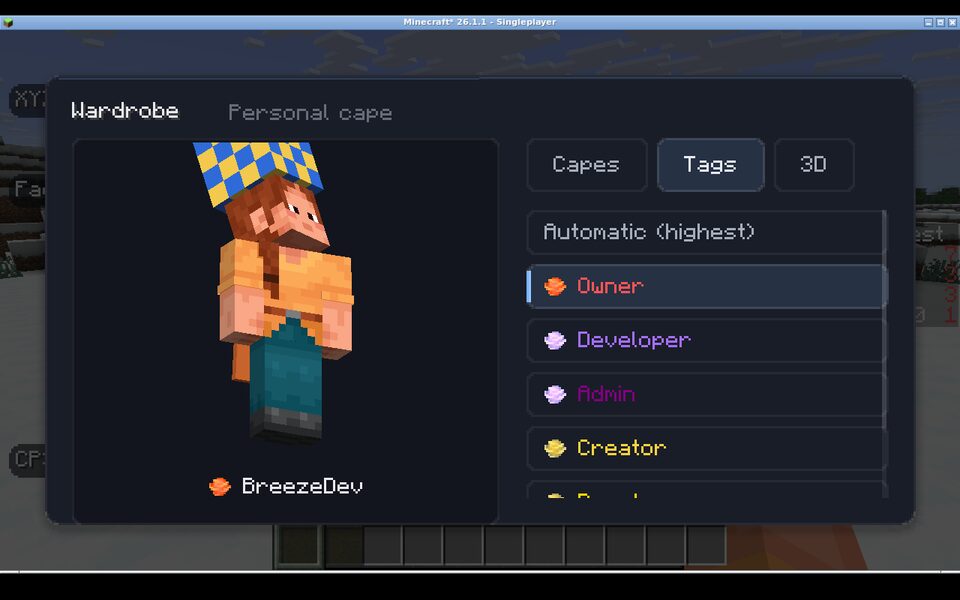 Minecraft* 26.1.1 - Singleplayer
Wardrobe
Personal cape
Capes
Tags
3D
Automatic (highest)
Owner
Developer
Admin
Creator
BreezeDev